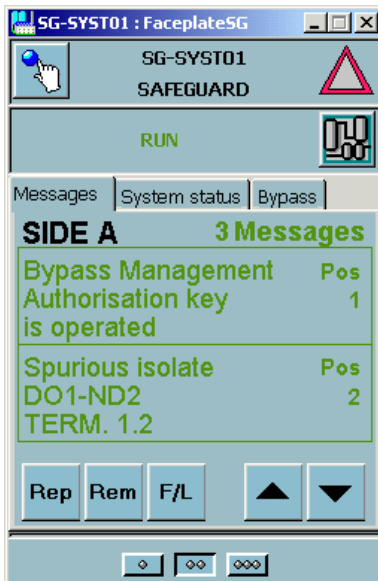 SG-SYST01 : FaceplateSG
SG-SYST01
SAFEGUARD
RUN
Messages System status Bypass
SIDE A 3 Messages
Bypass Management Pos
Authorisation key 1
is operated
Spurious isolate Pos
DO1-ND2 2
TERM. 1.2
Rep Rem F/L